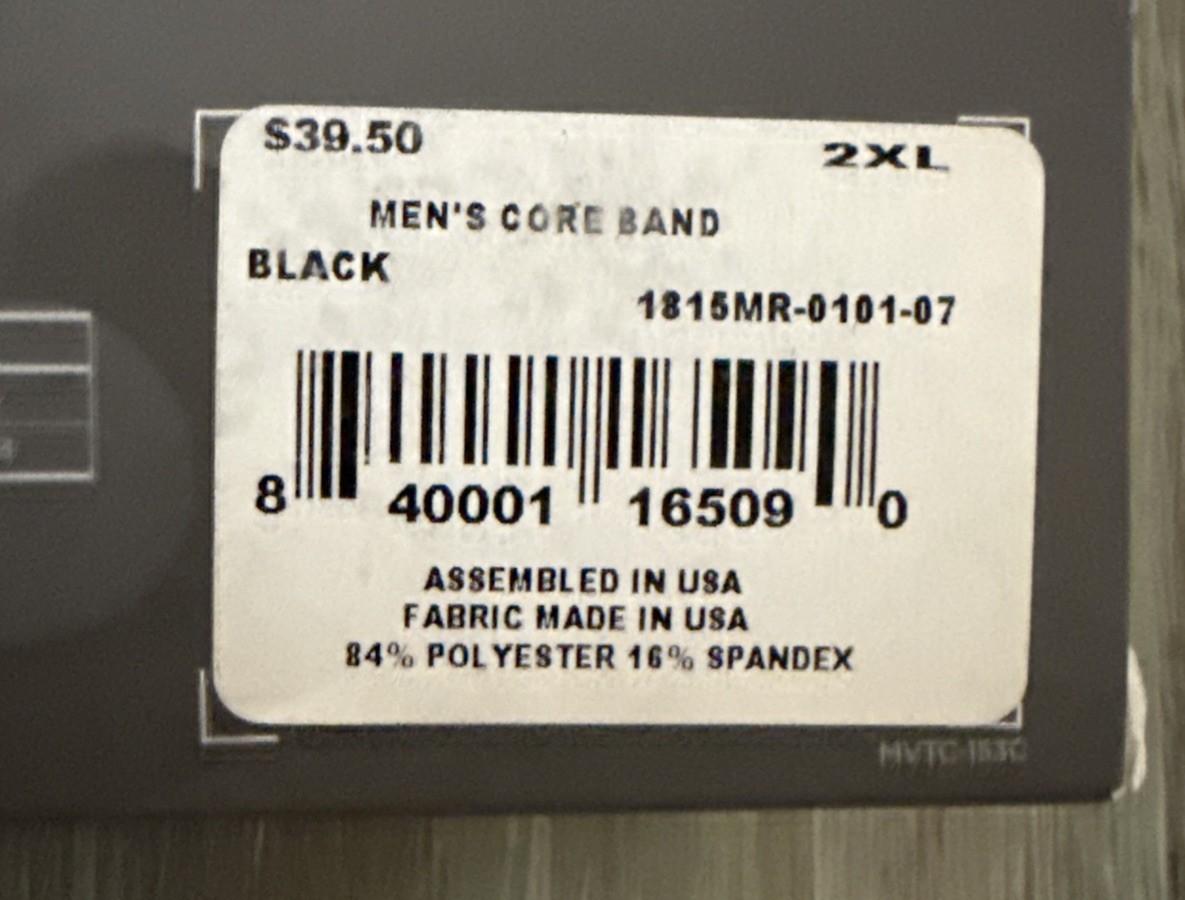 $39.50 2XL
MEN'S CORE BAND
BLACK
1815MR-0101-07
8 40001 16509 0
ASSEMBLED IN USA
FABRIC MADE IN USA
84% POLYESTER 16% SPANDEX